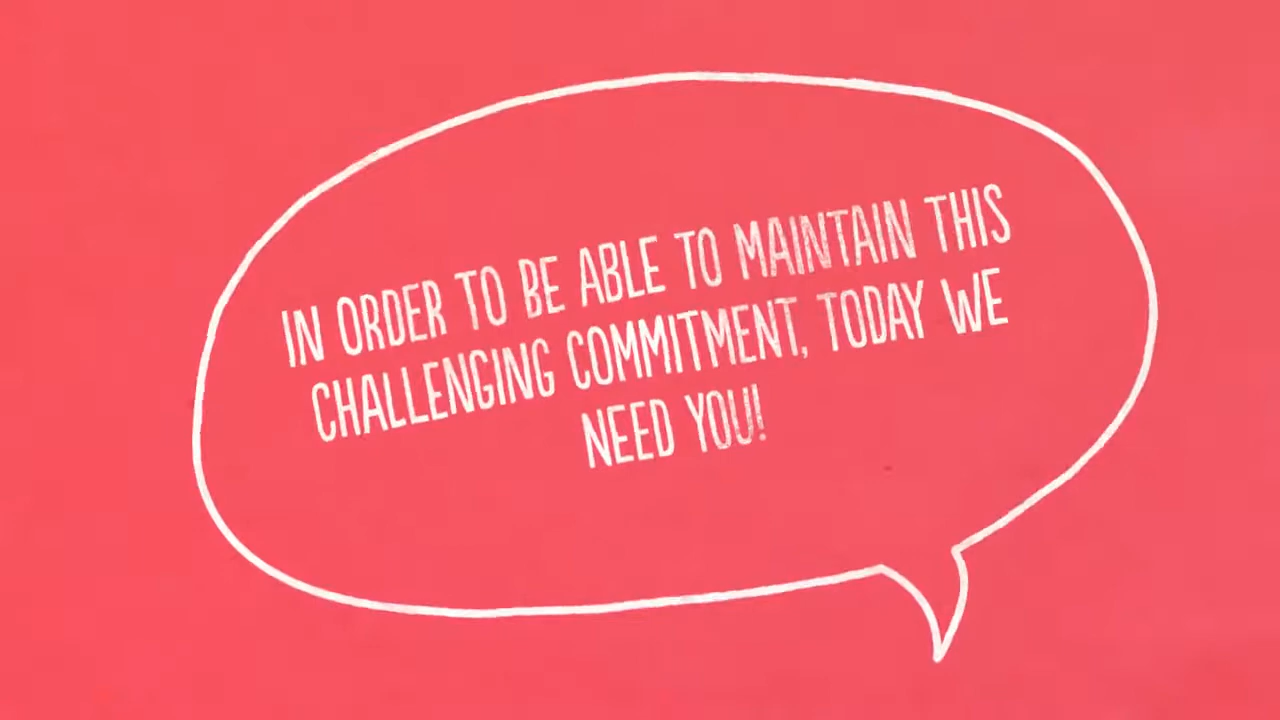 IN ORDER TO BE ABLE TO MAINTAIN THIS
CHALLENGING COMMITMENT, TODAY WE
NEED YOU!